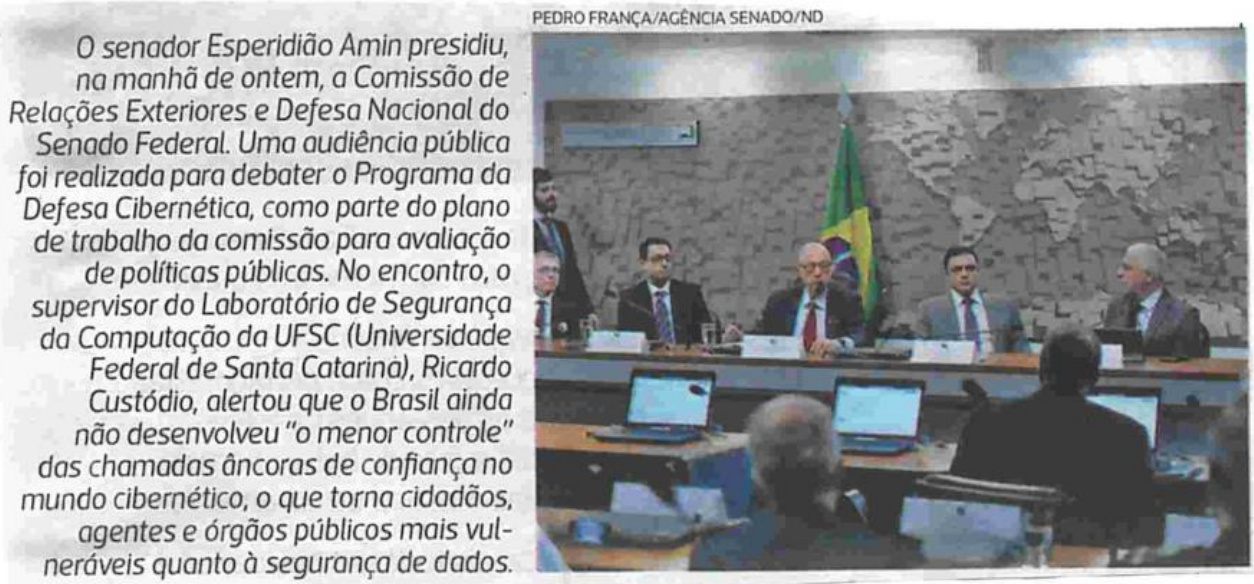 PEDRO FRANÇA/AGÊNCIA SENADO/ND
O senador Esperidião Amin presidiu,
na manhã de ontem, a Comissão de
Relações Exteriores e Defesa Nacional do
Senado Federal. Uma audiência pública
foi realizada para debater o Programa da
Defesa Cibernética, como parte do plano
de trabalho da comissão para avaliação
de políticas públicas. No encontro, o
supervisor do Laboratório de Segurança
da Computação da UFSC (Universidade
Federal de Santa Catarina), Ricardo
Custódio, alertou que o Brasil ainda
não desenvolveu "o menor controle"
das chamadas âncoras de confiança no
mundo cibernético, o que torna cidadãos,
agentes e órgãos públicos mais vul-
neráveis quanto à segurança de dados.